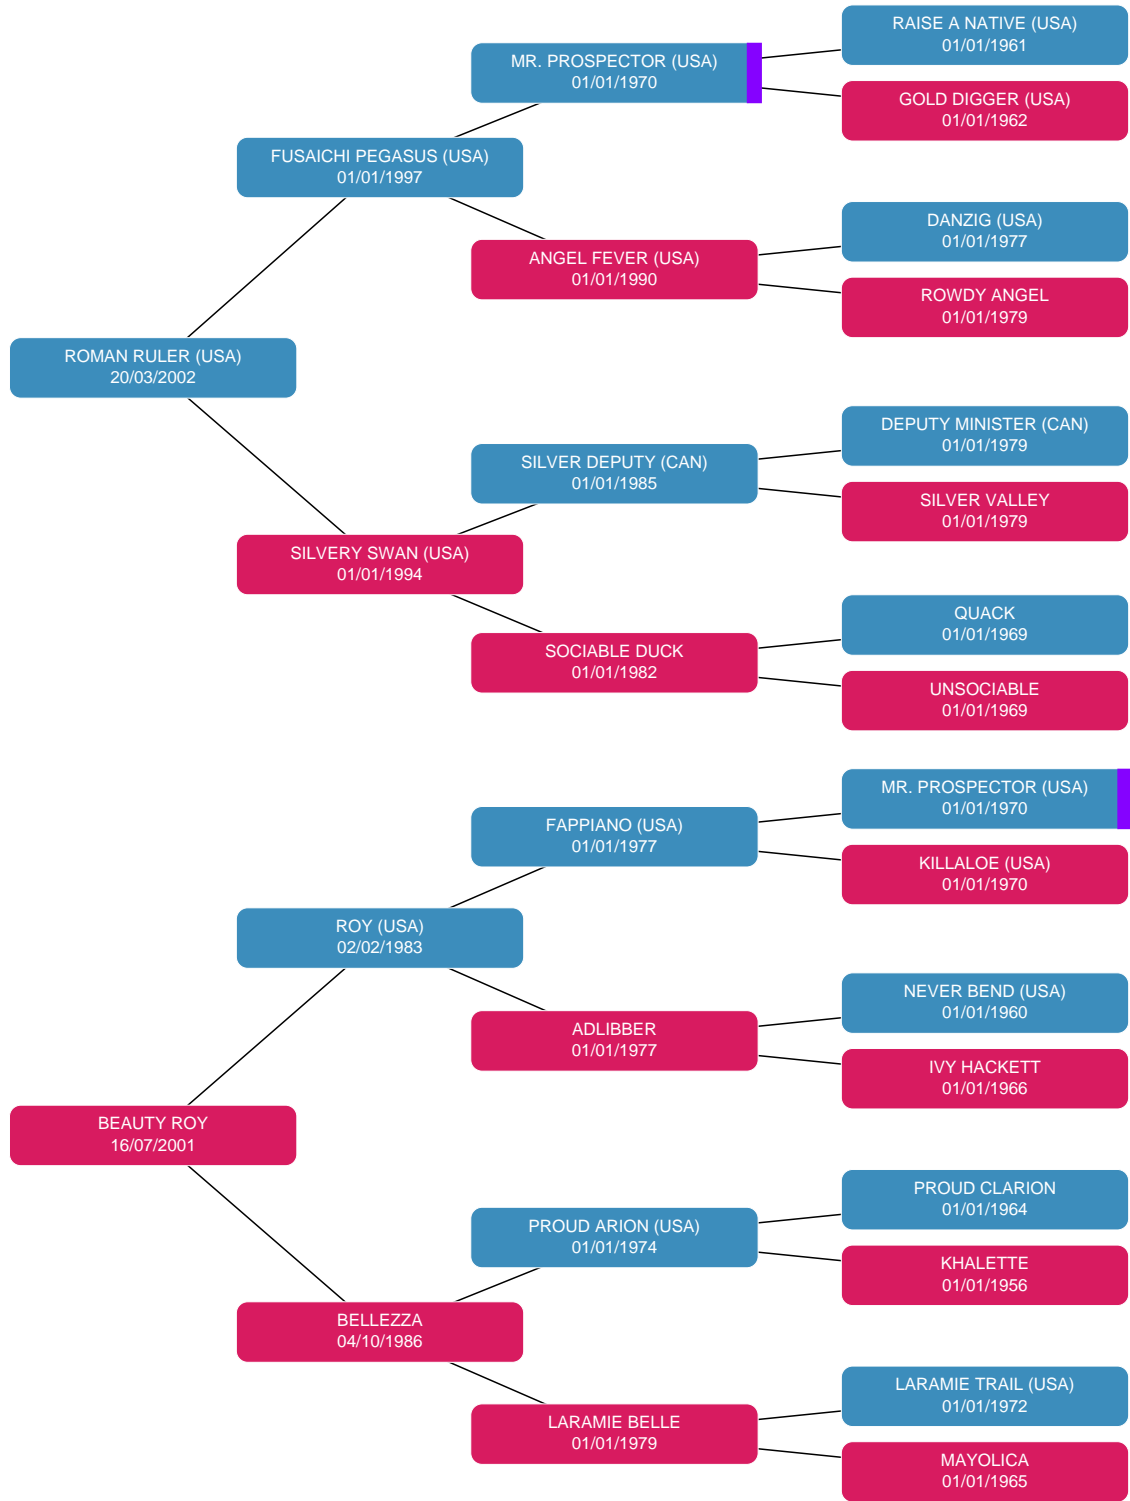 RAISE A NATIVE (USA)
01/01/1961
MR. PROSPECTOR (USA)
01/01/1970
GOLD DIGGER (USA)
01/01/1962
FUSAICHI PEGASUS (USA)
01/01/1997
DANZIG (USA)
01/01/1977
ANGEL FEVER (USA)
01/01/1990
ROWDY ANGEL
01/01/1979
ROMAN RULER (USA)
20/03/2002
DEPUTY MINISTER (CAN)
01/01/1979
SILVER DEPUTY (CAN)
01/01/1985
SILVER VALLEY
01/01/1979
SILVERY SWAN (USA)
01/01/1994
QUACK
01/01/1969
SOCIABLE DUCK
01/01/1982
UNSOCIABLE
01/01/1969
MR. PROSPECTOR (USA)
01/01/1970
FAPPIANO (USA)
01/01/1977
KILLALOE (USA)
01/01/1970
ROY (USA)
02/02/1983
NEVER BEND (USA)
01/01/1960
ADLIBBER
01/01/1977
IVY HACKETT
01/01/1966
BEAUTY ROY
16/07/2001
PROUD CLARION
01/01/1964
PROUD ARION (USA)
01/01/1974
KHALETTE
01/01/1956
BELLEZZA
04/10/1986
LARAMIE TRAIL (USA)
01/01/1972
LARAMIE BELLE
01/01/1979
MAYOLICA
01/01/1965